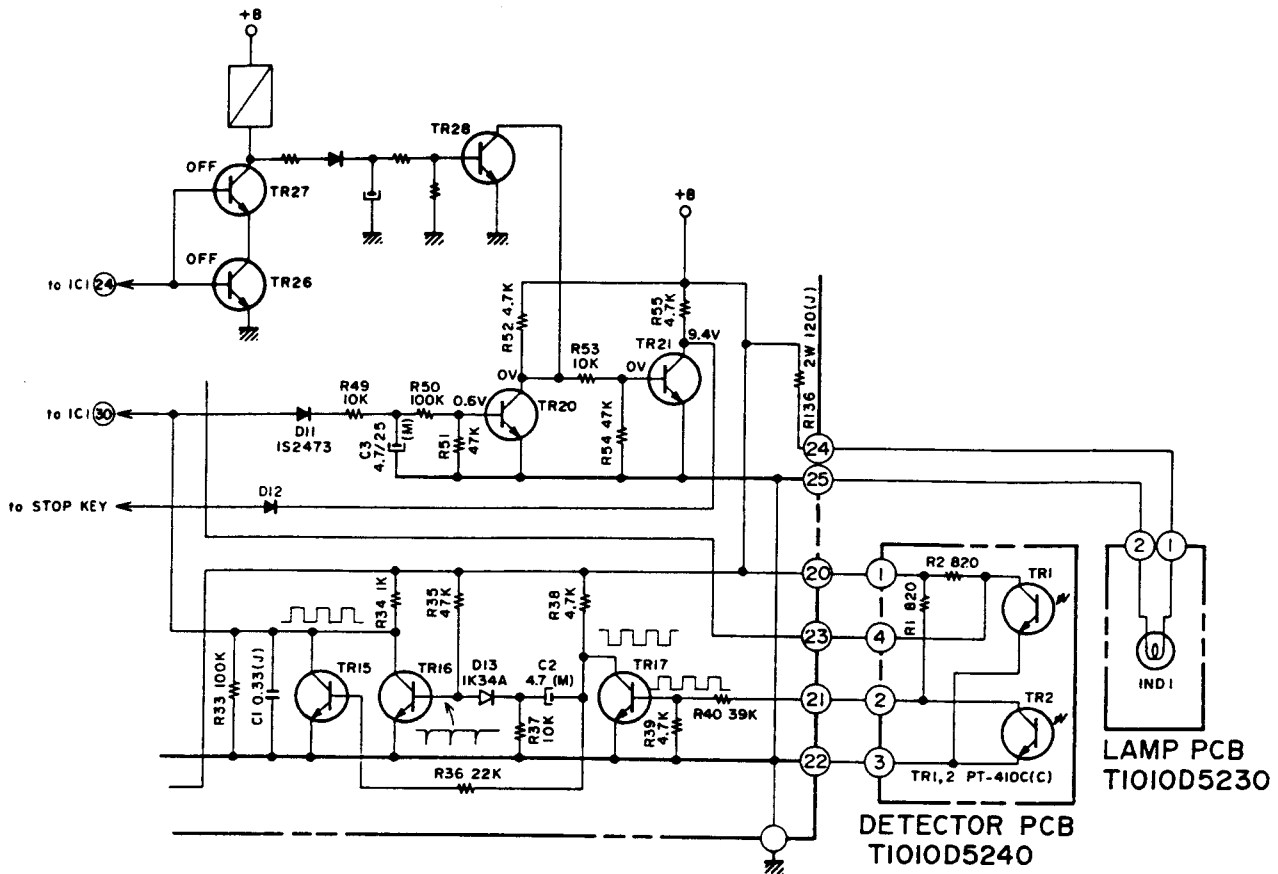 +B
TR28
OFF
TR27
+B
OFF
to IC1 24
TR26
R52 4.7K
R55 4.7K
9.4V
R136 2W 120(J)
R53
10K
TR21
0V
0V
R49
10K
R50
100K
0.6V
TR20
to IC1 30
D11
1S2473
C3
4.7/25
(M)
R51
47K
R54 47K
24
25
D12
to STOP KEY
2
1
20
1
R2 820
TR1
R34 1K
R35
47K
R38
4.7K
R1 820
23
4
IND1
R33 100K
C1 0.33(J)
TR15
TR16
D13
1K34A
C2
4.7 (M)
TR17
21
2
R40 39K
TR2
R37
10K
R39
4.7K
R36 22K
22
3
TR1,2 PT-410C(C)
LAMP PCB
T1010D5230
DETECTOR PCB
T1010D5240